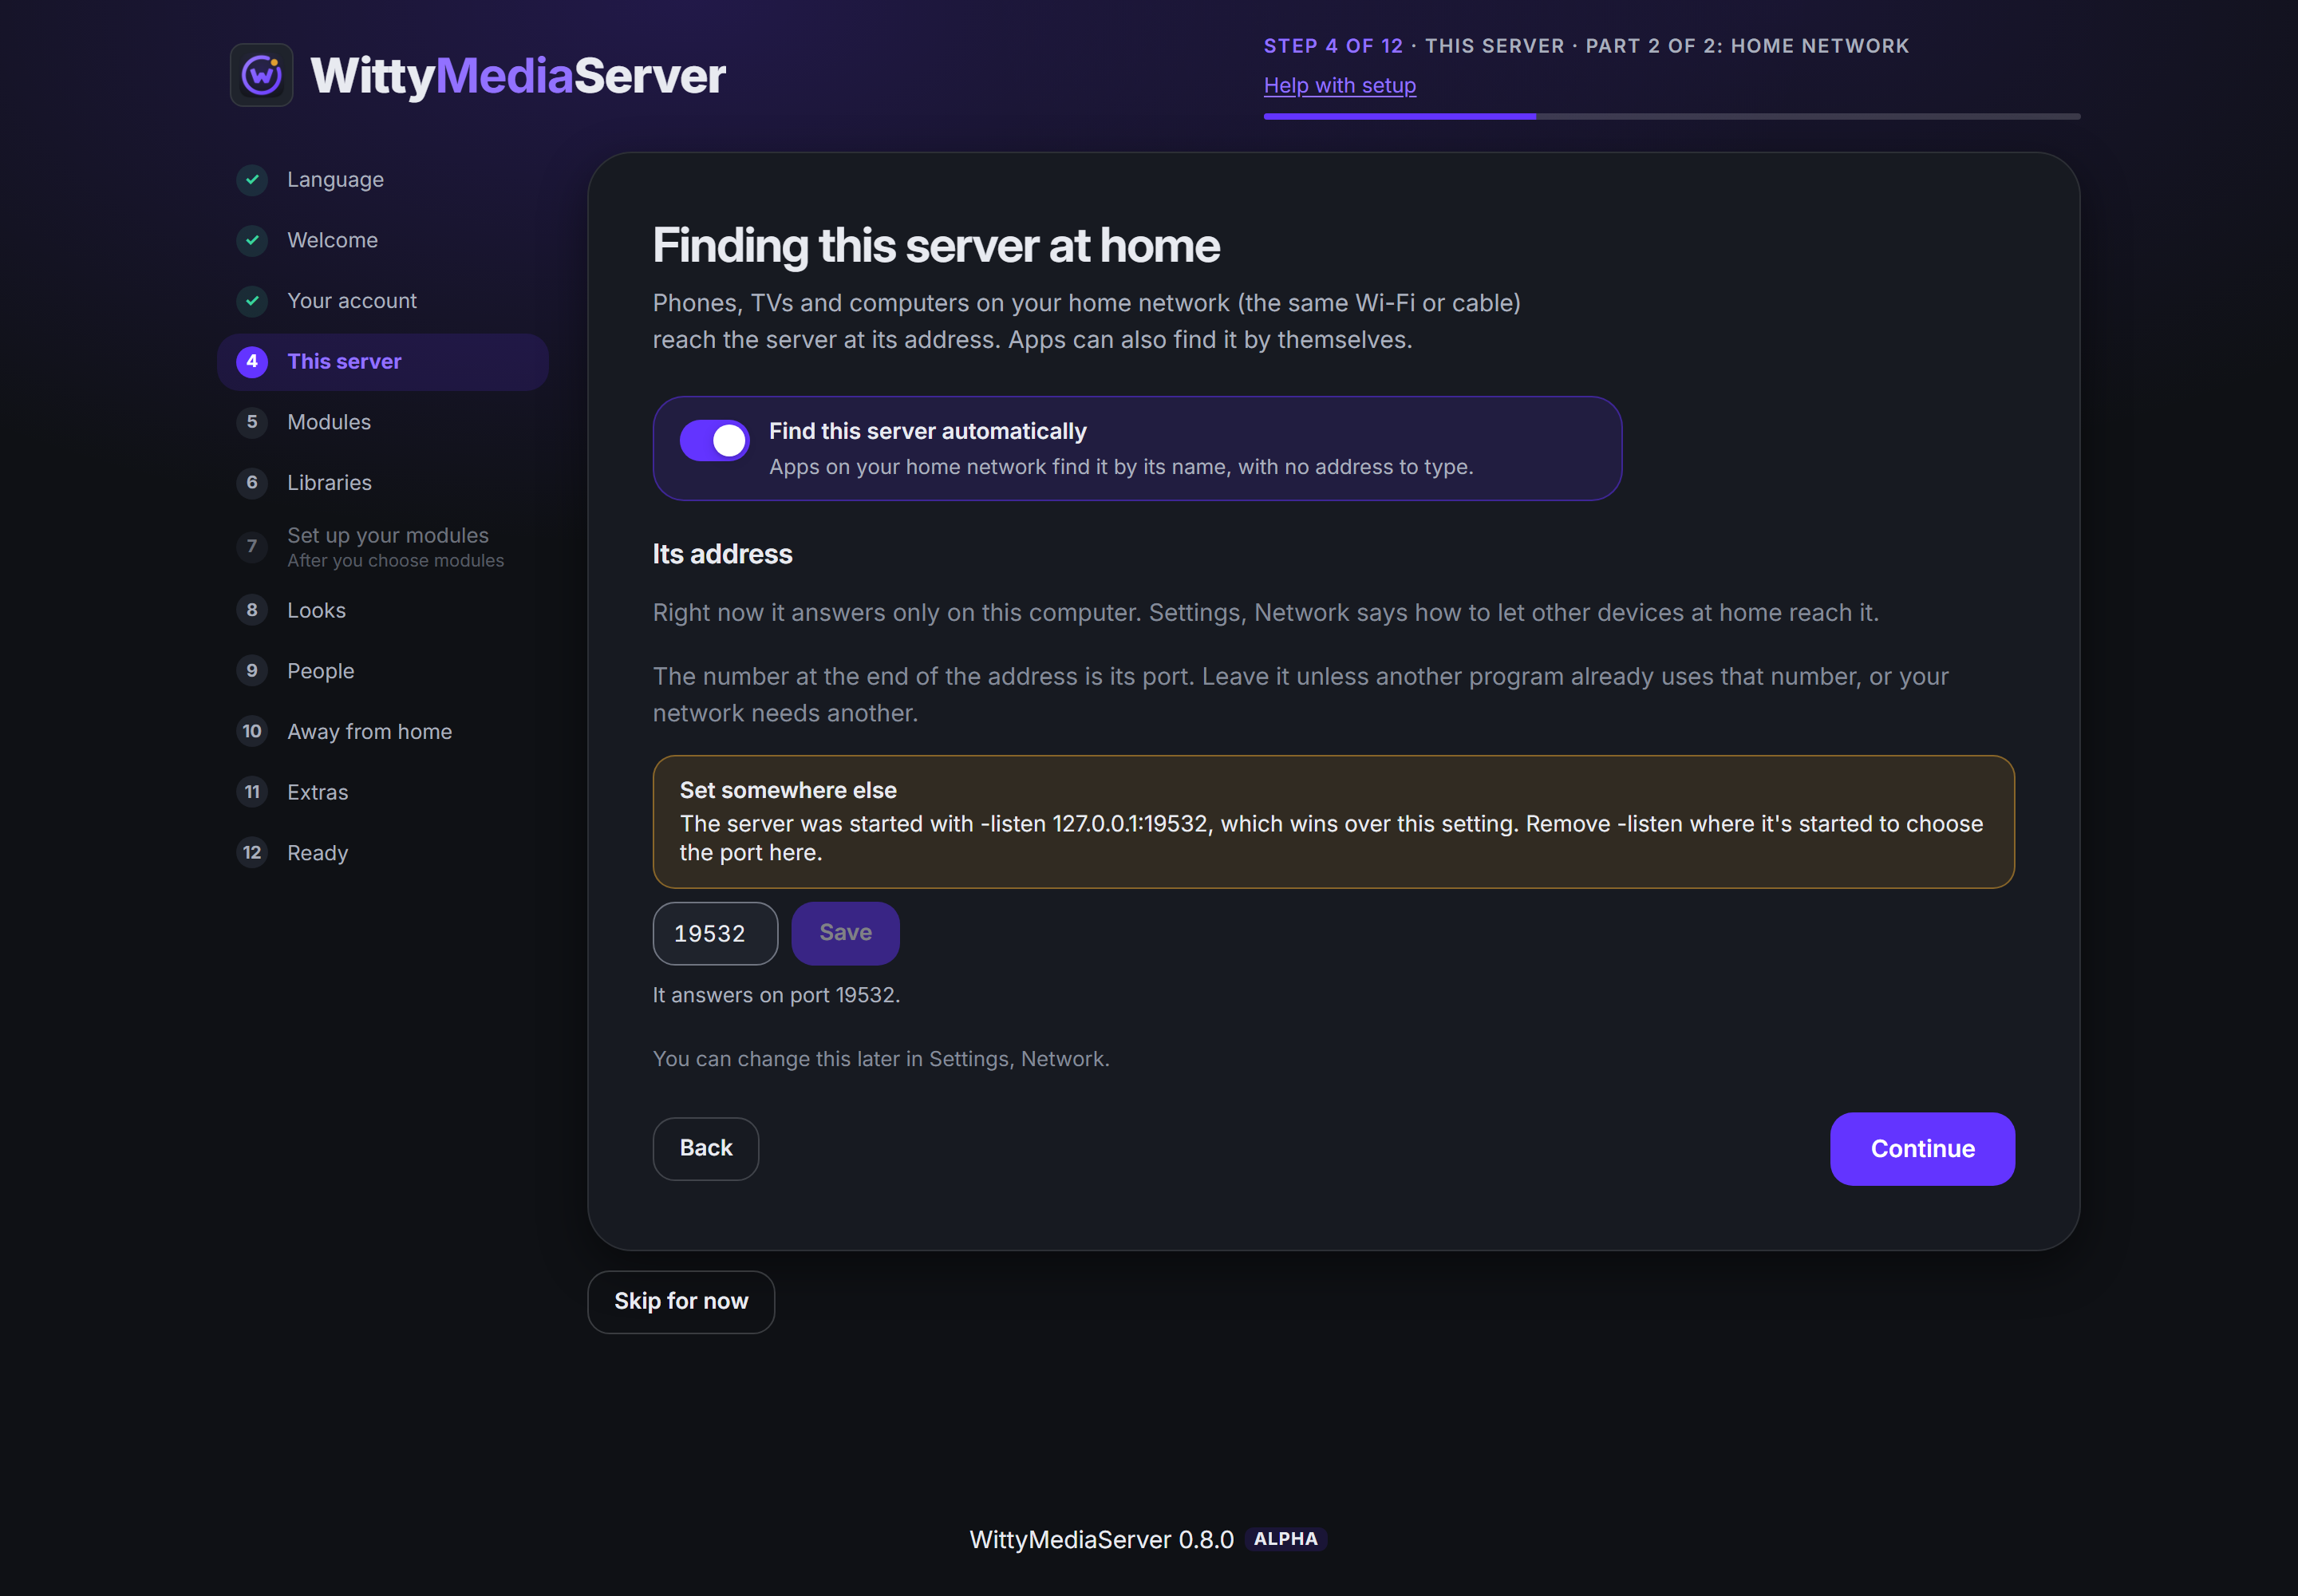 WittyMediaServer
STEP 4 OF 12 · THIS SERVER · PART 2 OF 2: HOME NETWORK
Help with setup
Language
Welcome
Your account
4 This server
5 Modules
6 Libraries
7 Set up your modules
After you choose modules
8 Looks
9 People
10 Away from home
11 Extras
12 Ready
Finding this server at home
Phones, TVs and computers on your home network (the same Wi-Fi or cable)
reach the server at its address. Apps can also find it by themselves.
Find this server automatically
Apps on your home network find it by its name, with no address to type.
Its address
Right now it answers only on this computer. Settings, Network says how to let other devices at home reach it.
The number at the end of the address is its port. Leave it unless another program already uses that number, or your
network needs another.
Set somewhere else
The server was started with -listen 127.0.0.1:19532, which wins over this setting. Remove -listen where it's started to choose
the port here.
19532 Save
It answers on port 19532.
You can change this later in Settings, Network.
Back Continue
Skip for now
WittyMediaServer 0.8.0 ALPHA